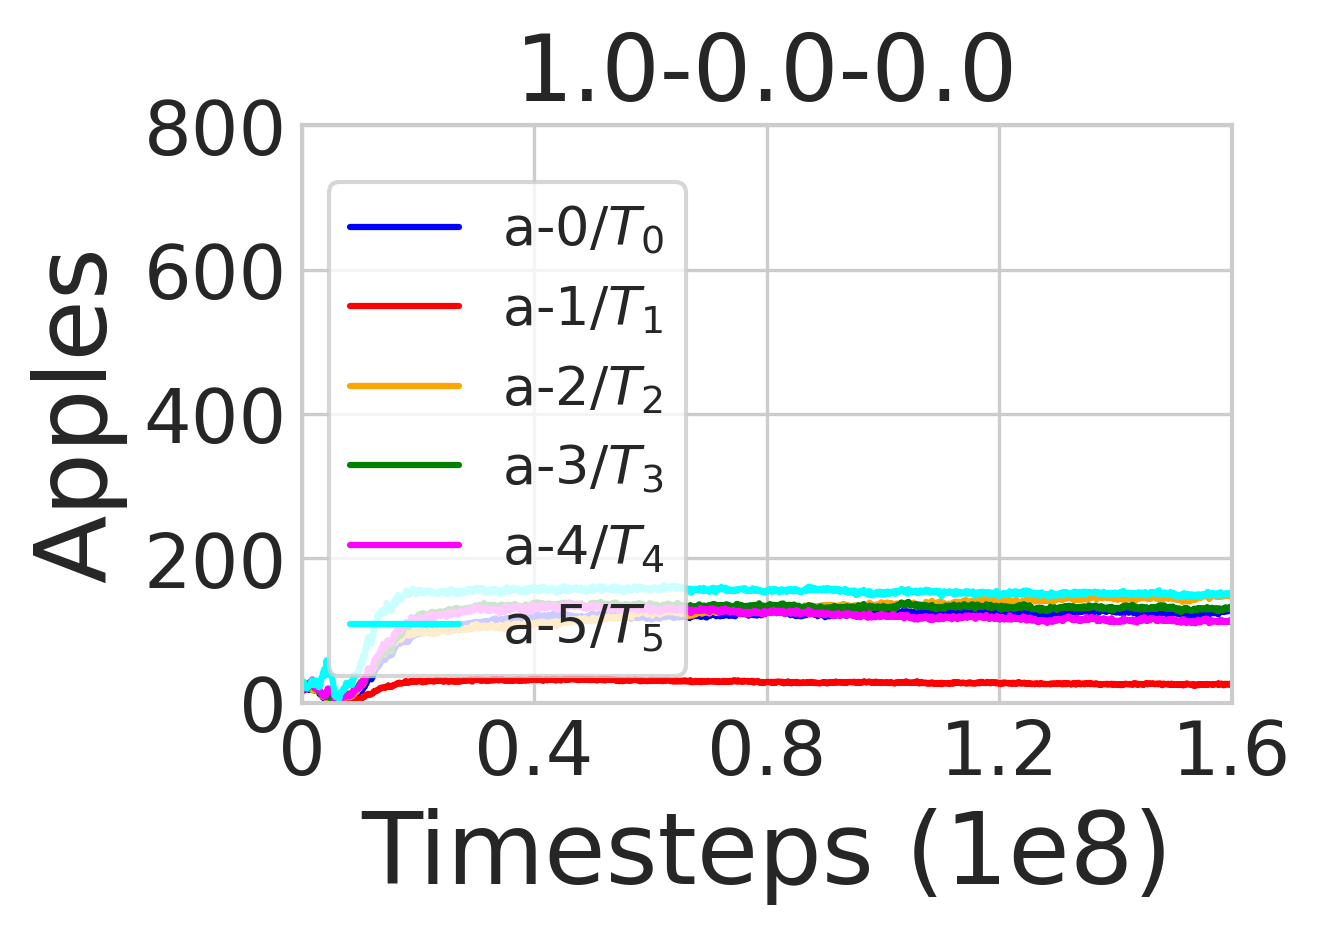 1.0-0.0-0.0
800
600
400
200
0
Apples
a-0/T₀
a-1/T₁
a-2/T₂
a-3/T₃
a-4/T₄
a-5/T₅
0 0.4 0.8 1.2 1.6
Timesteps (1e8)